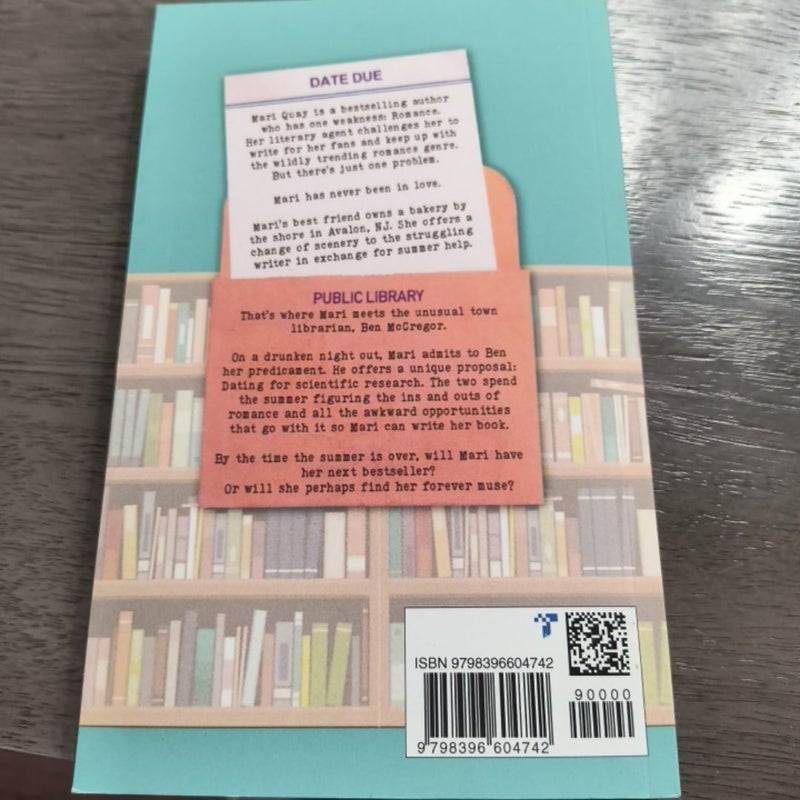 DATE DUE
Mari Quay is a bestselling author
who has one weakness: Romance.
Her literary agent challenges her to
write for her fans and keep up with
the wildly trending romance genre.
But there's just one problem.
Mari has never been in love.
Mari's best friend owns a bakery by
the shore in Avalon, NJ. She offers a
change of scenery to the struggling
writer in exchange for summer help.
PUBLIC LIBRARY
That's where Mari meets the unusual town
librarian, Ben McGregor.
On a drunken night out, Mari admits to Ben
her predicament. He offers a unique proposal:
Dating for scientific research. The two spend
the summer figuring the ins and outs of
romance and all the awkward opportunities
that go with it so Mari can write her book.
By the time the summer is over, will Mari have
her next bestseller?
Or will she perhaps find her forever muse?
ISBN 9798396604742
90000
9 798396 604742